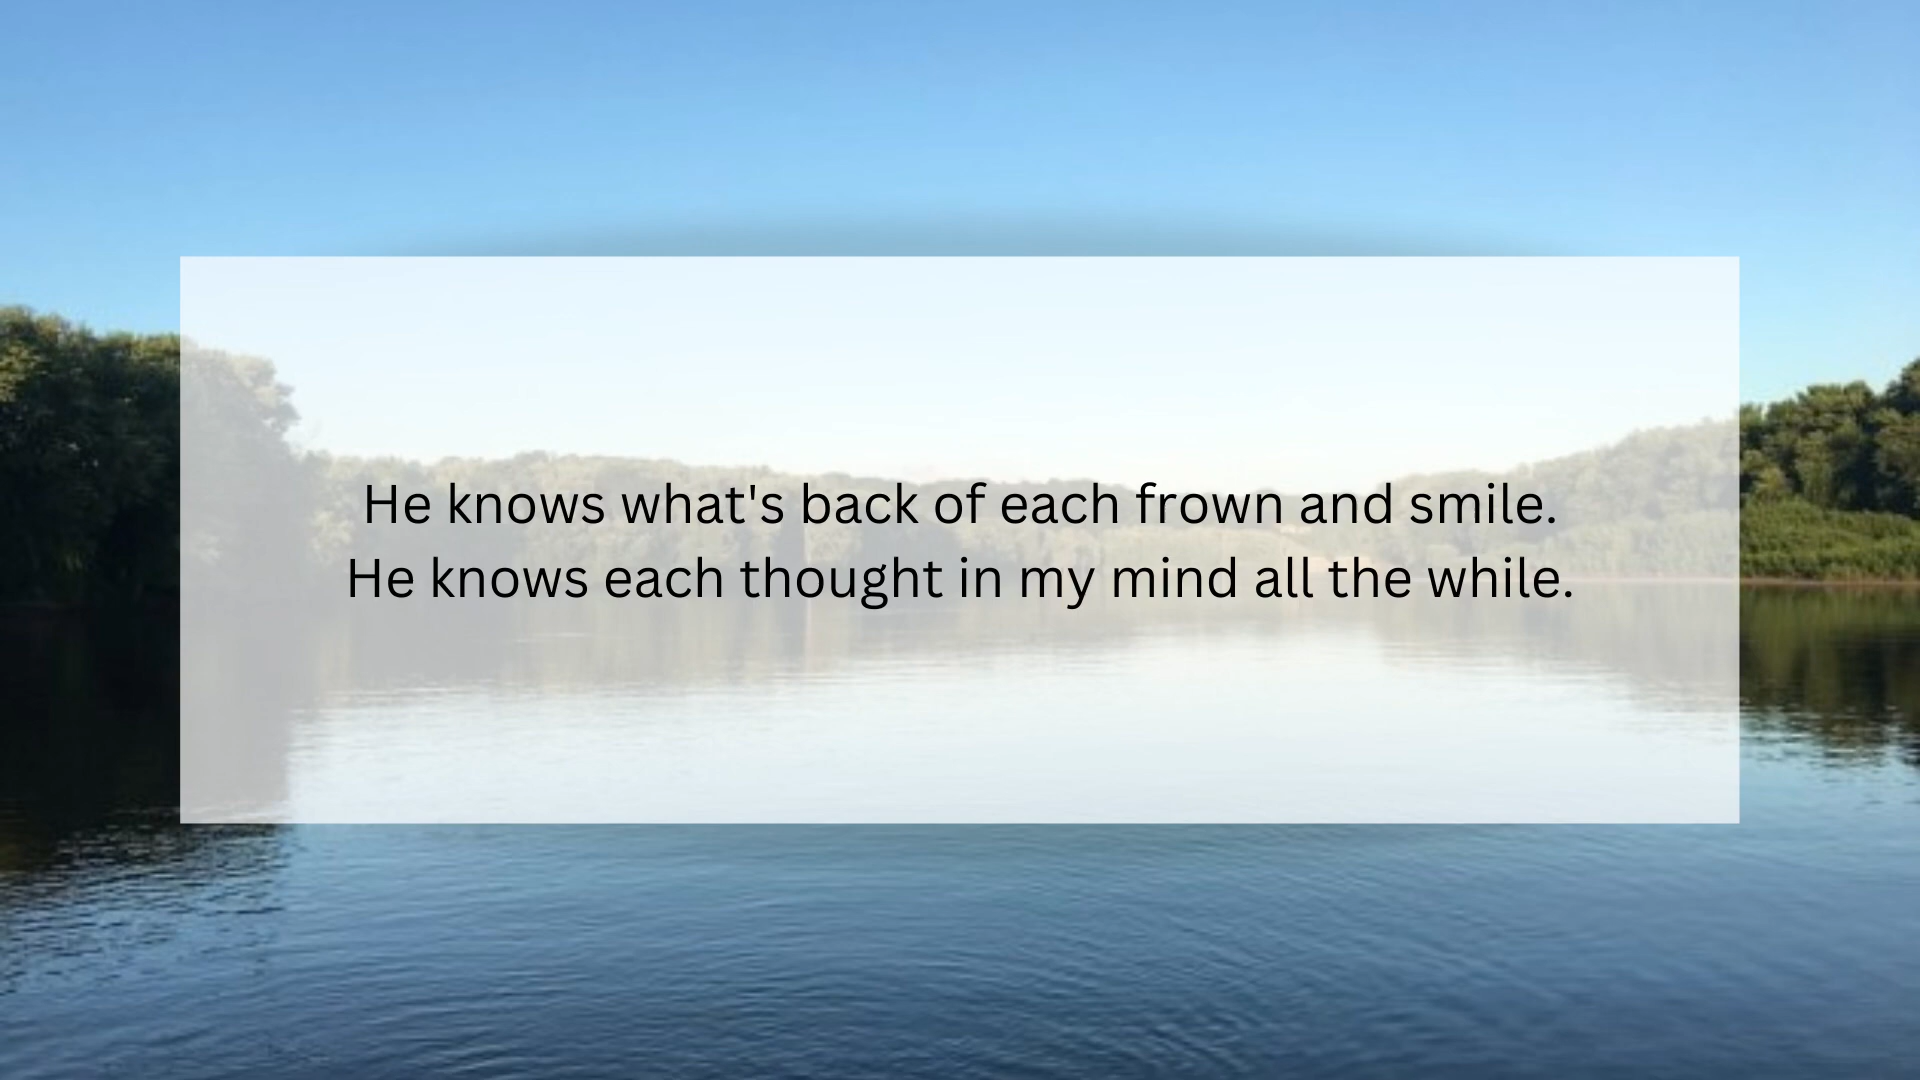 He knows what's back of each frown and smile.
He knows each thought in my mind all the while.